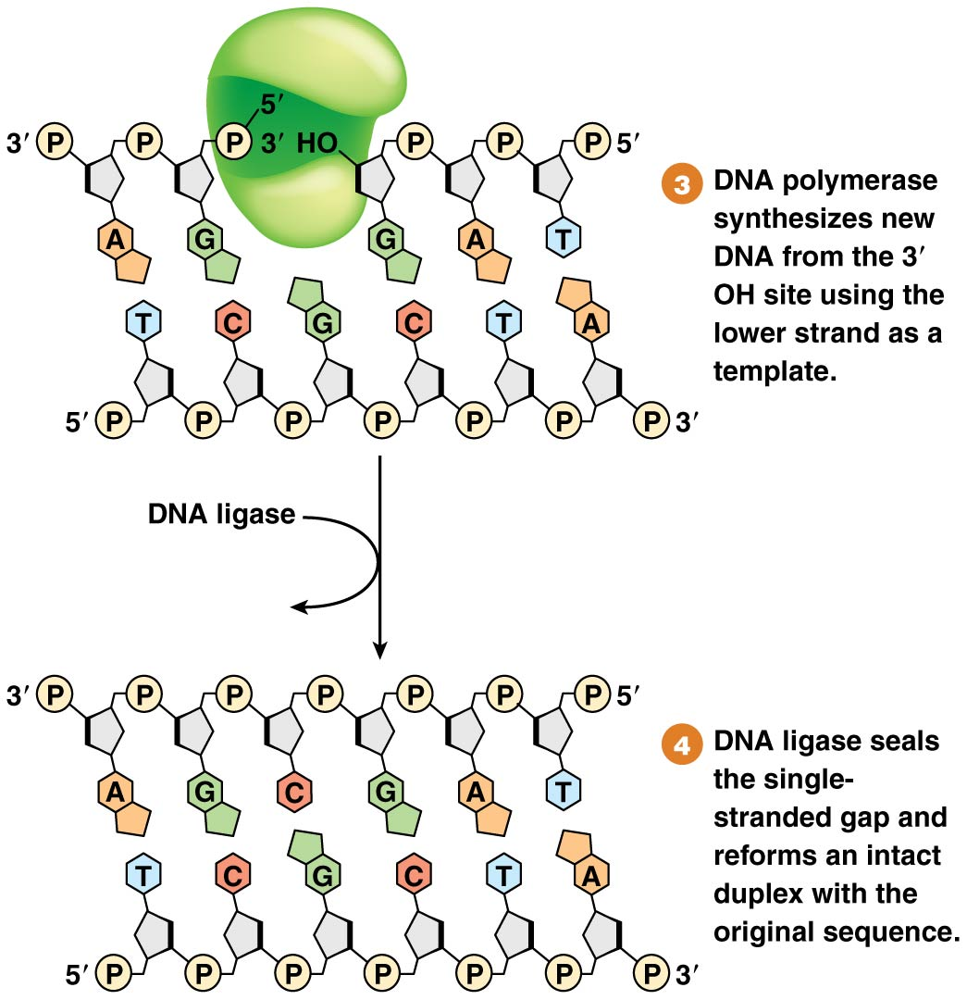 5′
3′ P P P 3′ HO P P P 5′
A G G A T
T C G C T A
5′ P P P P P P P 3′
3 DNA polymerase
synthesizes new
DNA from the 3′
OH site using the
lower strand as a
template.
DNA ligase
3′ P P P P P P P 5′
A G C G A T
T C G C T A
5′ P P P P P P P 3′
4 DNA ligase seals
the single-
stranded gap and
reforms an intact
duplex with the
original sequence.